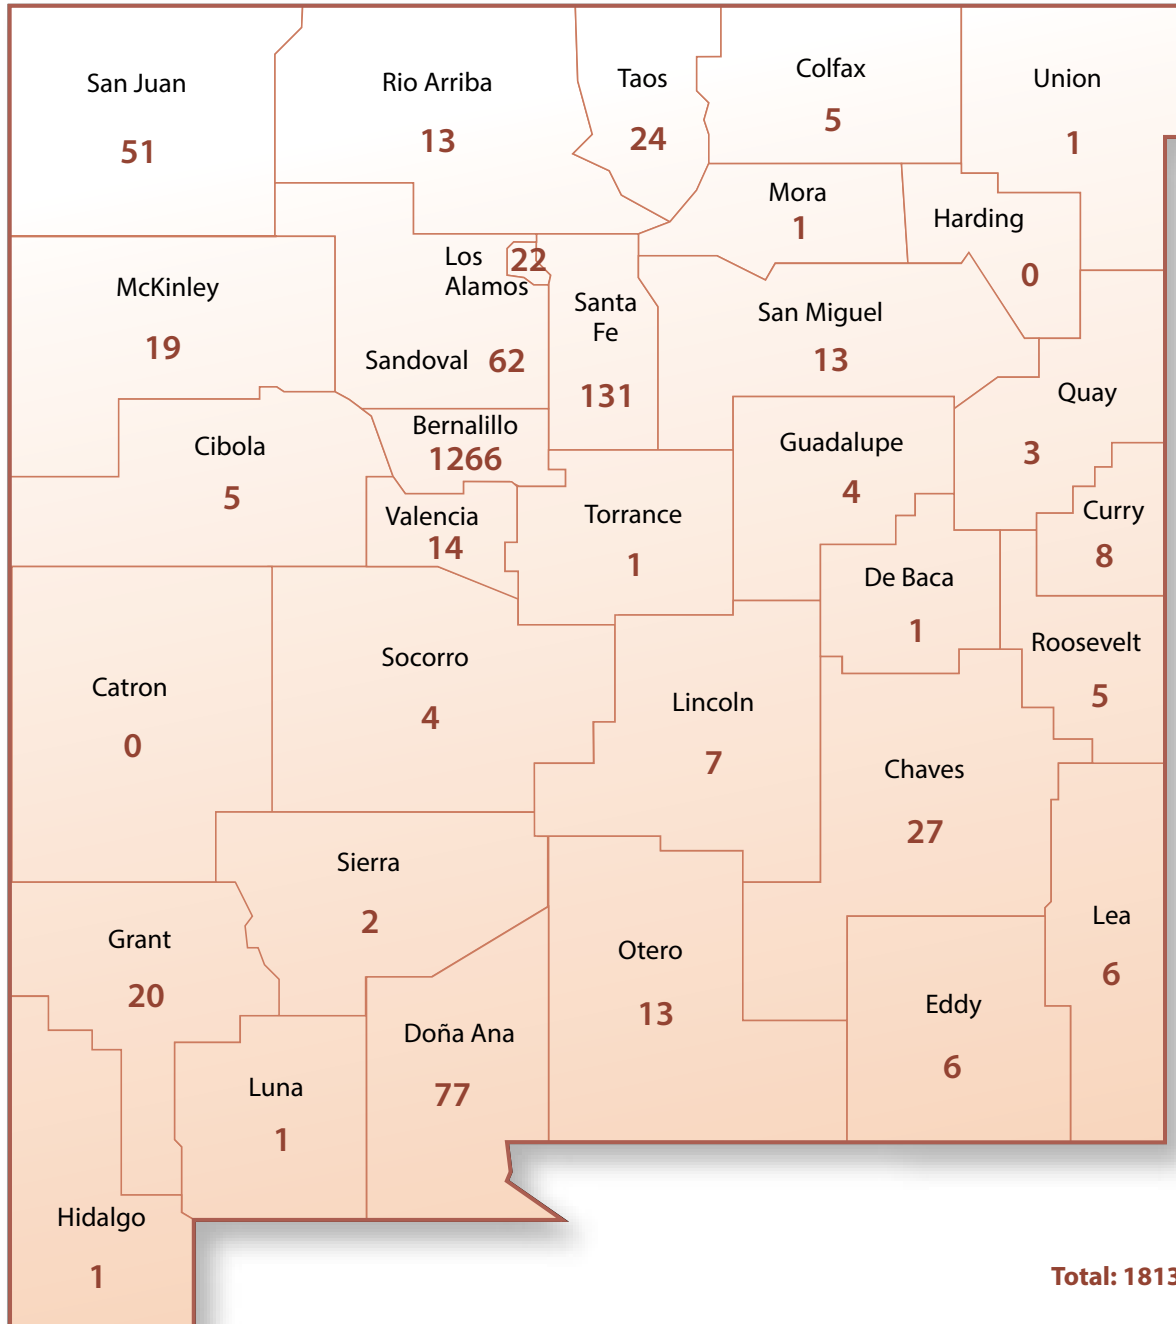 San Juan
51
Rio Arriba
13
Taos
24
Colfax
5
Union
1
Mora
1
Harding
0
McKinley
19
Los
Alamos
22
Santa
Fe
131
San Miguel
13
Sandoval 62
Quay
3
Cibola
5
Bernalillo
1266
Guadalupe
4
Valencia
14
Torrance
1
Curry
8
De Baca
1
Roosevelt
5
Catron
0
Socorro
4
Lincoln
7
Chaves
27
Sierra
2
Grant
20
Otero
13
Lea
6
Eddy
6
Doña Ana
77
Luna
1
Hidalgo
1
Total: 1813